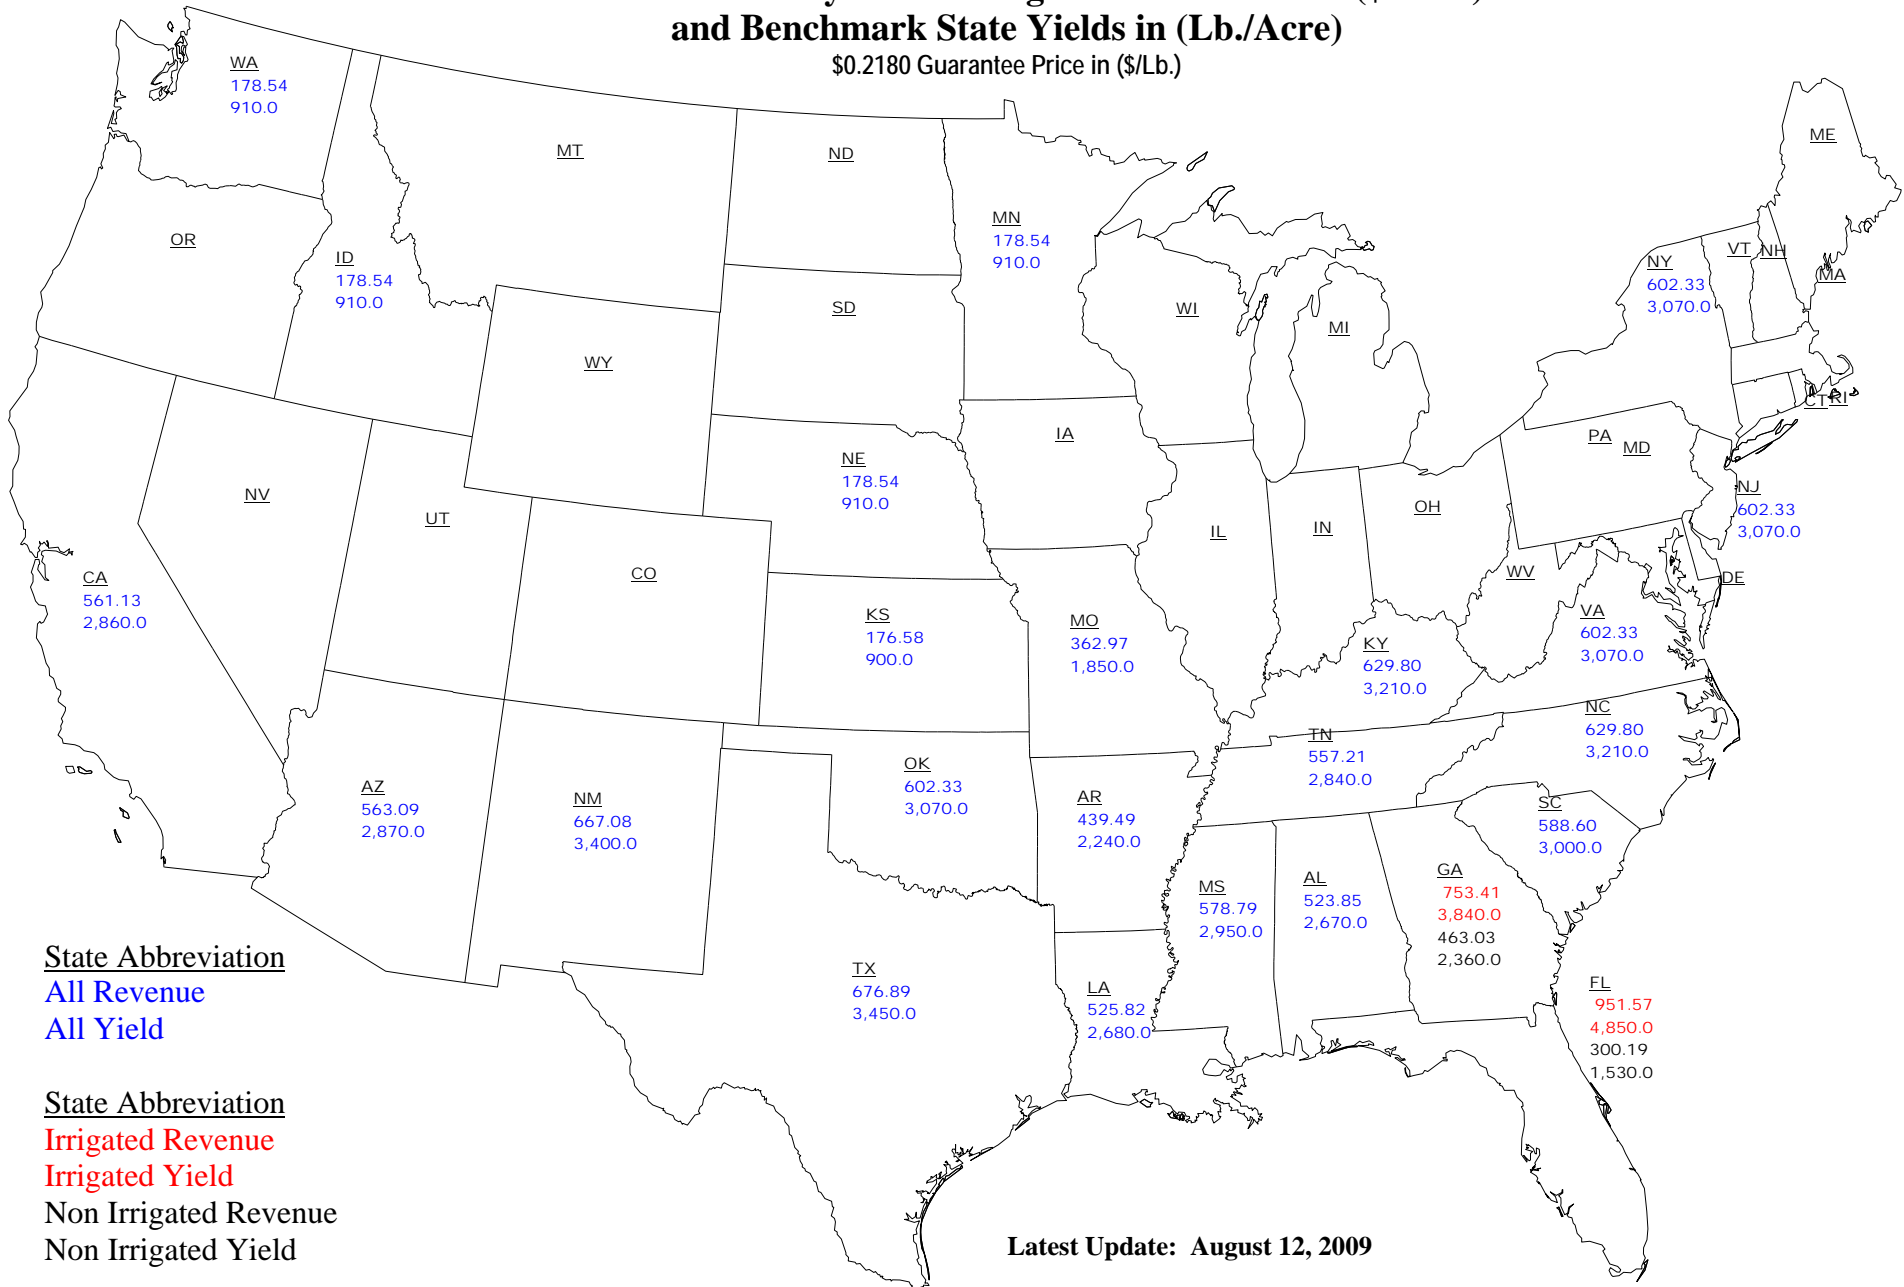 and Benchmark State Yields in (Lb./Acre)
$0.2180 Guarantee Price in ($/Lb.)
WA
178.54
910.0
MT
ND
ME
OR
ID
178.54
910.0
MN
178.54
910.0
VT
NH
NY
602.33
3,070.0
MA
SD
WI
MI
WY
CT
RI
NE
178.54
910.0
IA
PA
MD
NV
UT
NJ
602.33
3,070.0
OH
IN
IL
CO
WV
DE
CA
561.13
2,860.0
KS
176.58
900.0
MO
362.97
1,850.0
KY
629.80
3,210.0
VA
602.33
3,070.0
NC
629.80
3,210.0
TN
557.21
2,840.0
AZ
563.09
2,870.0
NM
667.08
3,400.0
OK
602.33
3,070.0
AR
439.49
2,240.0
SC
588.60
3,000.0
MS
578.79
2,950.0
AL
523.85
2,670.0
GA
753.41
3,840.0
463.03
2,360.0
TX
676.89
3,450.0
LA
525.82
2,680.0
FL
951.57
4,850.0
300.19
1,530.0
State Abbreviation
All Revenue
All Yield
State Abbreviation
Irrigated Revenue
Irrigated Yield
Non Irrigated Revenue
Non Irrigated Yield
Latest Update: August 12, 2009